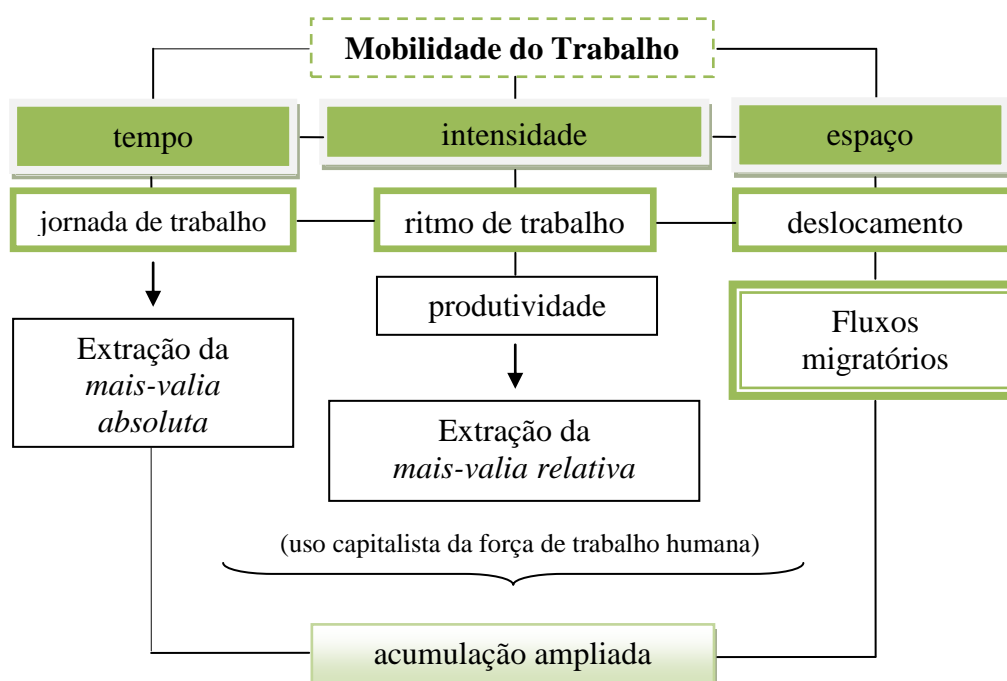 Mobilidade do Trabalho
tempo
intensidade
espaço
jornada de trabalho
ritmo de trabalho
deslocamento
produtividade
Fluxos
migratórios
Extração da
mais-valia
absoluta
Extração da
mais-valia relativa
(uso capitalista da força de trabalho humana)
acumulação ampliada